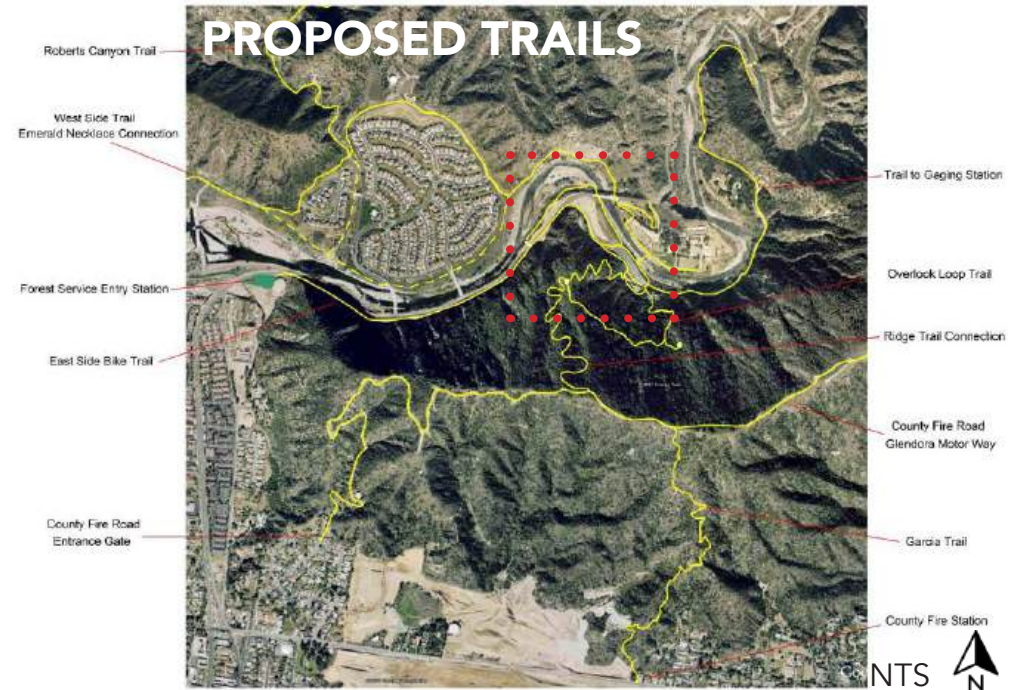 PROPOSED TRAILS
Roberts Canyon Trail
West Side Trail
Emerald Necklace Connection
Forest Service Entry Station
East Side Bike Trail
County Fire Road
Entrance Gate
Trail to Gaging Station
Overlook Loop Trail
Ridge Trail Connection
County Fire Road
Glendora Motor Way
Garcia Trail
County Fire Station
NTS
N